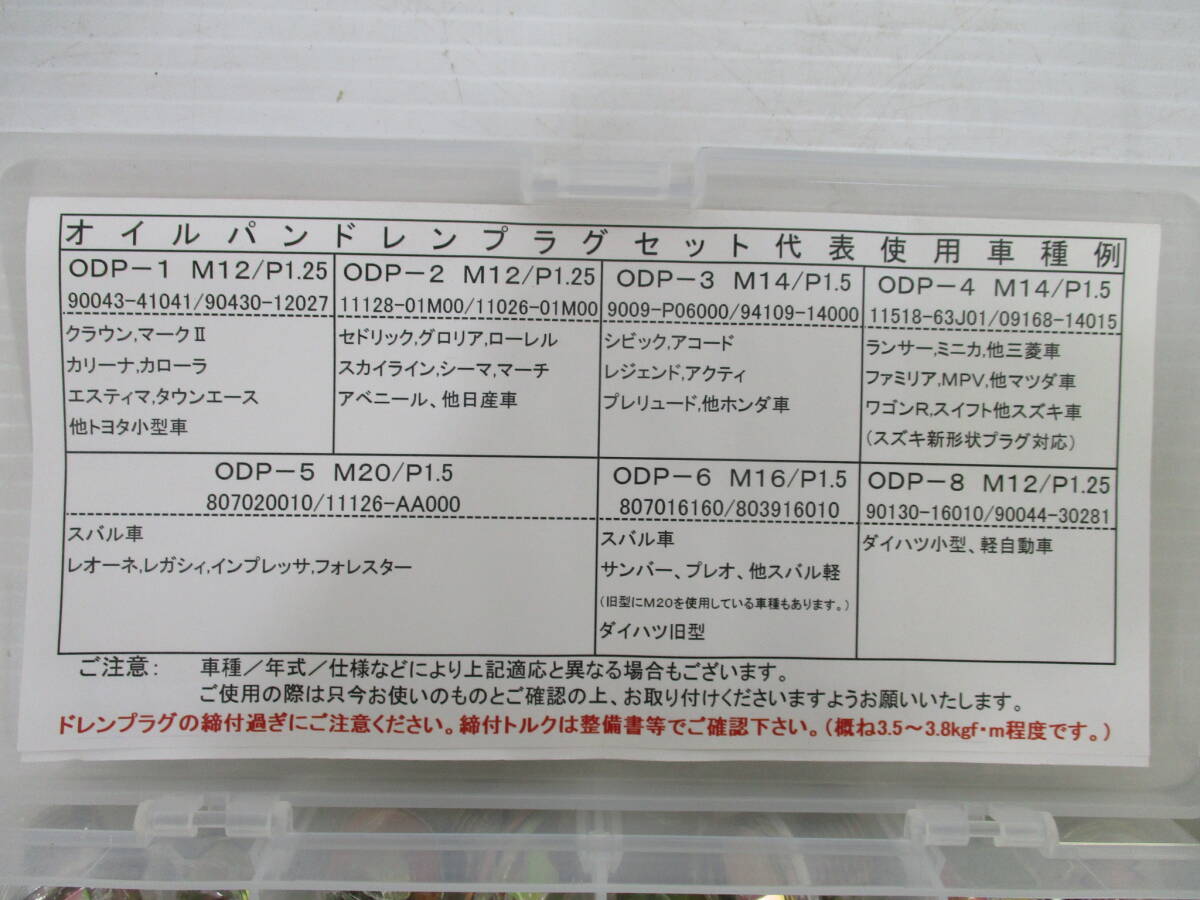 オイルパンドレンプラグセット代表使用車種例
ODP－1 M12/P1.25
90043-41041/90430-12027
クラウン,マークⅡ
カリーナ,カローラ
エスティマ,タウンエース
他トヨタ小型車
ODP－2 M12/P1.25
11128-01M00/11026-01M00
セドリック,グロリア,ローレル
スカイライン,シーマ,マーチ
アベニール、他日産車
ODP－3 M14/P1.5
9009-P06000/94109-14000
シビック,アコード
レジェンド,アクティ
プレリュード,他ホンダ車
ODP－4 M14/P1.5
11518-63J01/09168-14015
ランサー,ミニカ,他三菱車
ファミリア,MPV,他マツダ車
ワゴンR,スイフト他スズキ車
(スズキ新形状プラグ対応)
ODP－5 M20/P1.5
807020010/11126-AA000
スバル車
レオーネ,レガシィ,インプレッサ,フォレスター
ODP－6 M16/P1.5
807016160/803916010
スバル車
サンバー、プレオ、他スバル軽
(旧型にM20を使用している車種もあります。)
ダイハツ旧型
ODP－8 M12/P1.25
90130-16010/90044-30281
ダイハツ小型、軽自動車
ご注意: 車種／年式／仕様などにより上記適応と異なる場合もございます。
ご使用の際は只今お使いのものとご確認の上、お取り付けくださいますようお願いいたします。
ドレンプラグの締付過ぎにご注意ください。締付トルクは整備書等でご確認下さい。(概ね3.5～3.8kgf・m程度です。)